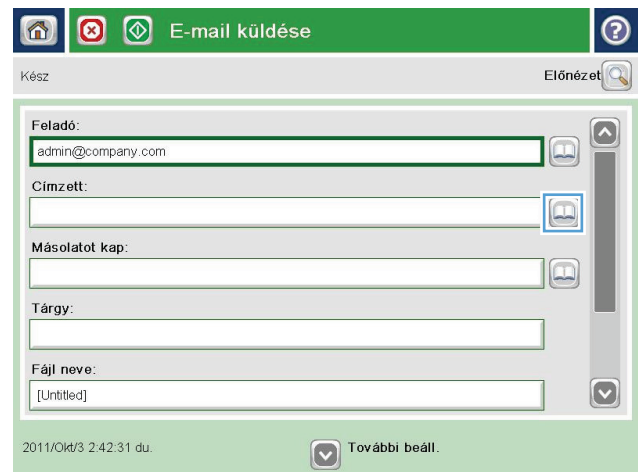 E-mail küldése
Kész
Előnézet
Feladó:
admin@company.com
Címzett:
Másolatot kap:
Tárgy:
Fájl neve:
[Untitled]
2011/Okt/3 2:42:31 du.
További beáll.